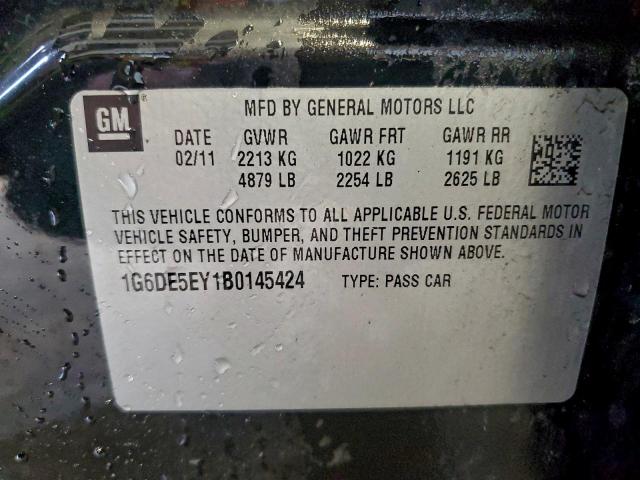 GM
MFD BY GENERAL MOTORS LLC
DATE GVWR GAWR FRT GAWR RR
02/11 2213 KG 1022 KG 1191 KG
4879 LB 2254 LB 2625 LB
THIS VEHICLE CONFORMS TO ALL APPLICABLE U.S. FEDERAL MOTOR
VEHICLE SAFETY, BUMPER, AND THEFT PREVENTION STANDARDS IN
EFFECT ON THE DATE OF MANUFACTURE SHOWN ABOVE.
1G6DE5EY1B0145424 TYPE: PASS CAR